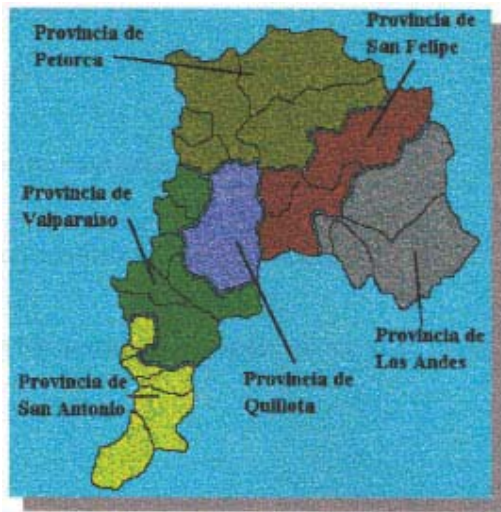 Provincia de
Petorca
Provincia de
San Felipe
Provincia de
Valparaiso
Provincia de
Los Andes
Provincia de
San Antonio
Provincia de
Quillota